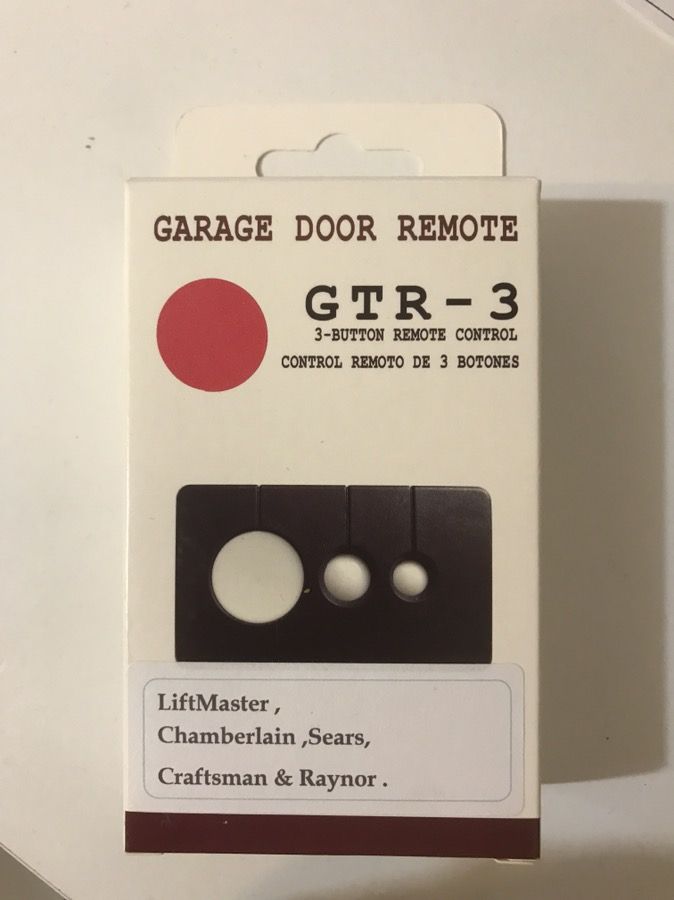 GARAGE DOOR REMOTE
GTR-3
3-BUTTON REMOTE CONTROL
CONTROL REMOTO DE 3 BOTONES
LiftMaster ,
Chamberlain ,Sears,
Craftsman & Raynor .